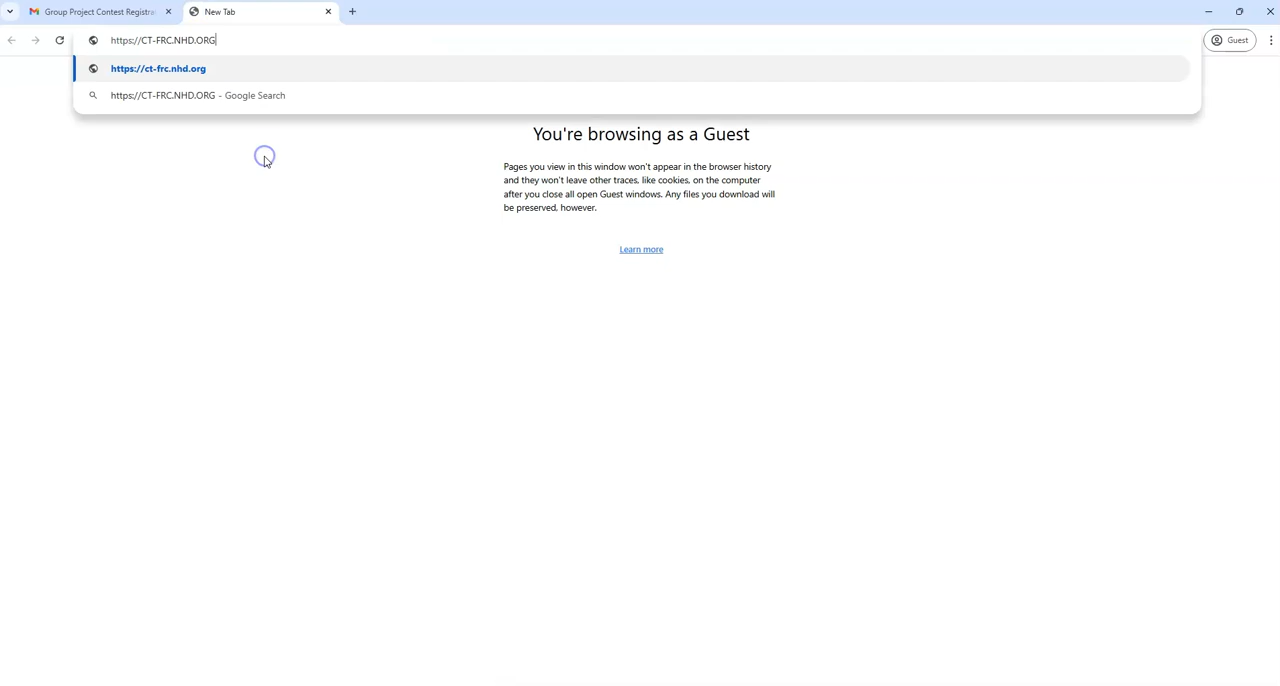 Group Project Contest Registra
New Tab
https://CT-FRC.NHD.ORG
Guest
https://ct-frc.nhd.org
https://CT-FRC.NHD.ORG - Google Search
You're browsing as a Guest
Pages you view in this window won't appear in the browser history
and they won't leave other traces, like cookies, on the computer
after you close all open Guest windows. Any files you download will
be preserved, however.
Learn more